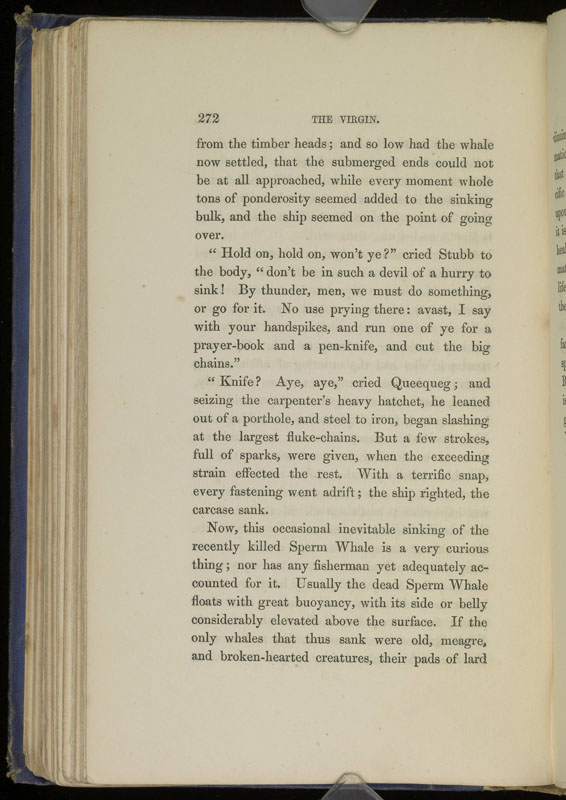 272 THE VIRGIN.
from the timber heads; and so low had the whale
now settled, that the submerged ends could not
be at all approached, while every moment whole
tons of ponderosity seemed added to the sinking
bulk, and the ship seemed on the point of going
over.
“ Hold on, hold on, won’t ye?” cried Stubb to
the body, “don’t be in such a devil of a hurry to
sink! By thunder, men, we must do something,
or go for it. No use prying there: avast, I say
with your handspikes, and run one of ye for a
prayer-book and a pen-knife, and cut the big
chains.”
“ Knife? Aye, aye,” cried Queequeg; and
seizing the carpenter’s heavy hatchet, he leaned
out of a porthole, and steel to iron, began slashing
at the largest fluke-chains. But a few strokes,
full of sparks, were given, when the exceeding
strain effected the rest. With a terrific snap,
every fastening went adrift; the ship righted, the
carcase sank.
Now, this occasional inevitable sinking of the
recently killed Sperm Whale is a very curious
thing; nor has any fisherman yet adequately ac-
counted for it. Usually the dead Sperm Whale
floats with great buoyancy, with its side or belly
considerably elevated above the surface. If the
only whales that thus sank were old, meagre,
and broken-hearted creatures, their pads of lard